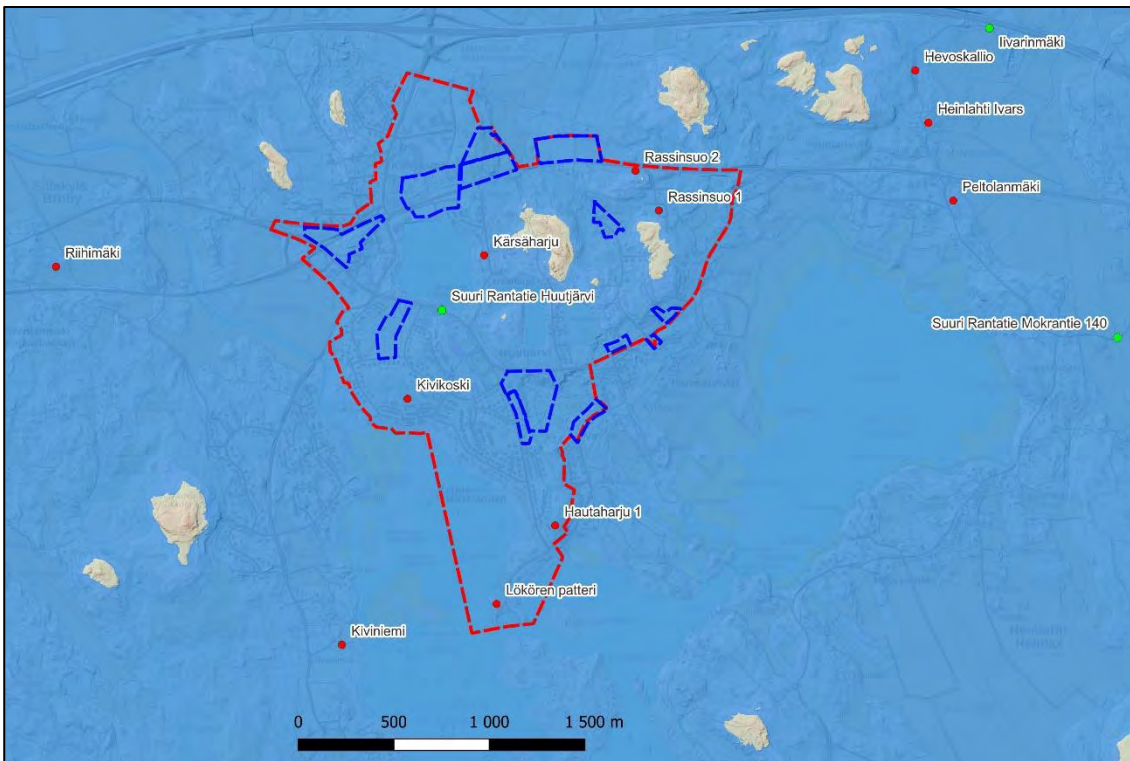 Iivarinmäki
Hevoskallio
Heinlahti Ivars
Rassinsuo 2
Peltolanmäki
Rassinsuo 1
Kärsäharju
Riihimäki
Suuri Rantatie Huutjärvi
Suuri Rantatie Mokrantie 140
Kivikoski
Hautaharju 1
Lökören patteri
Kiviniemi
0 500 1 000 1 500 m